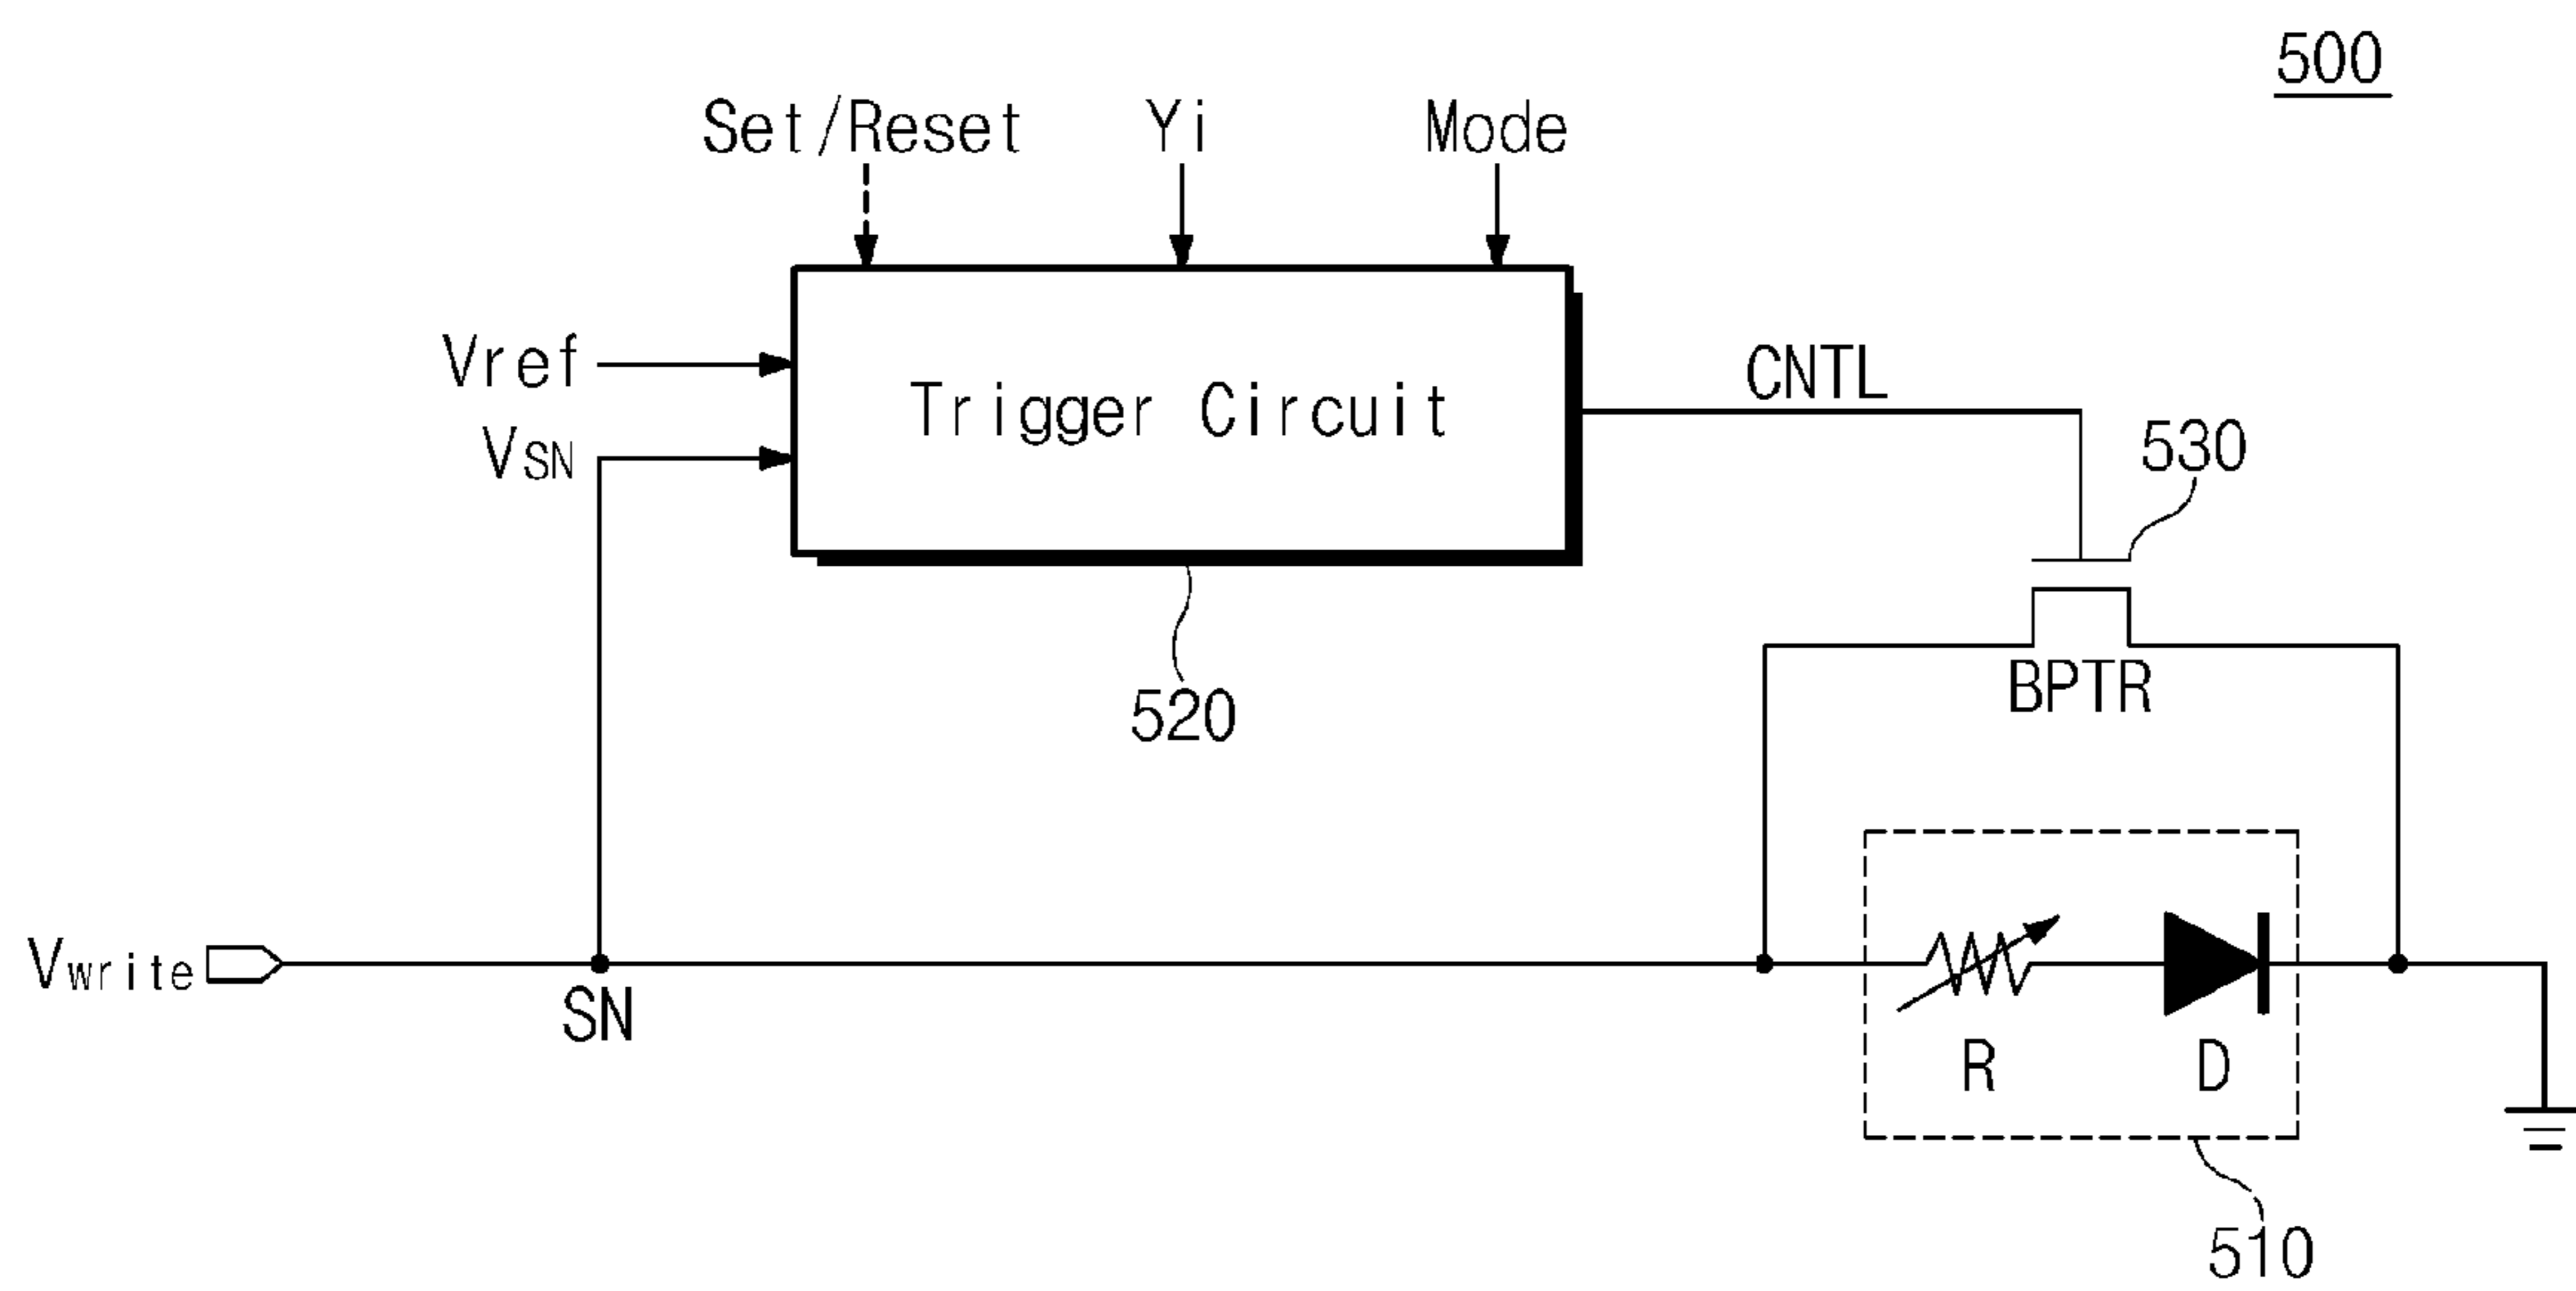 500
Set/Reset
Yi
Mode
Vref
VSN
Trigger Circuit
CNTL
530
520
BPTR
Vwrite
SN
R
D
510